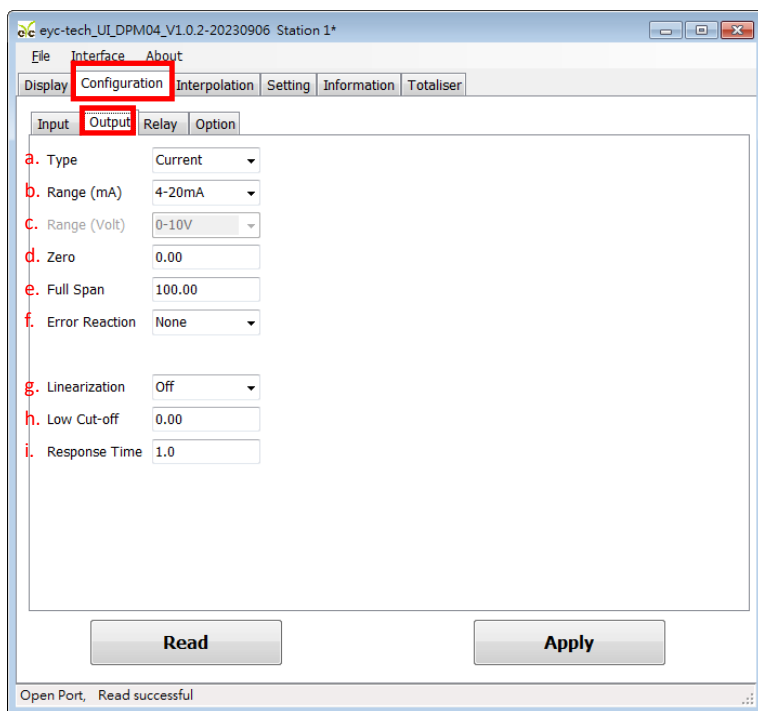 eyc-tech_UI_DPM04_V1.0.2-20230906 Station 1*
File Interface About
Display Configuration Interpolation Setting Information Totaliser
Input Output Relay Option
a. Type Current
b. Range (mA) 4-20mA
c. Range (Volt) 0-10V
d. Zero 0.00
e. Full Span 100.00
f. Error Reaction None
g. Linearization Off
h. Low Cut-off 0.00
i. Response Time 1.0
Read Apply
Open Port, Read successful